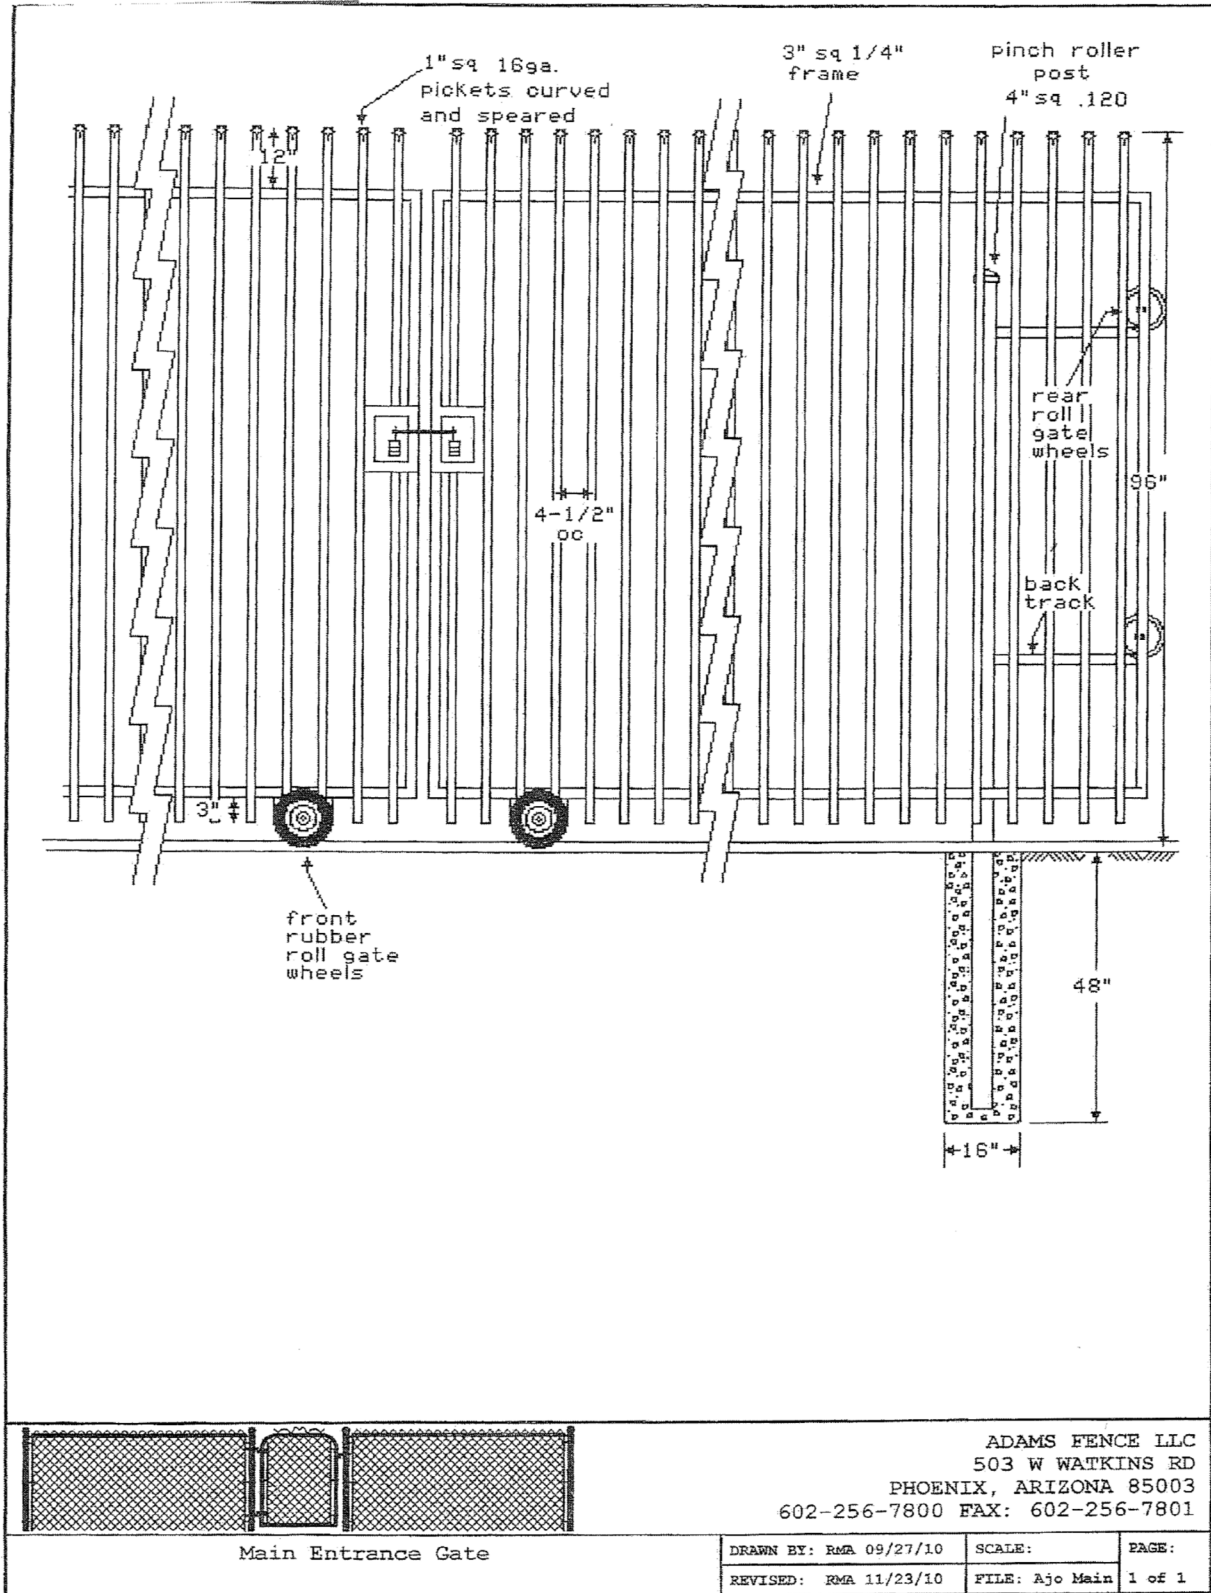 1"sq 16ga.
pickets curved
and speared
3" sq 1/4"
frame
pinch roller
post
4"sq .120
12"
rear
roll
gate
wheels
96"
4-1/2"
oc
back
track
3"
front
rubber
roll gate
wheels
48"
16"
ADAMS FENCE LLC
503 W WATKINS RD
PHOENIX, ARIZONA 85003
602-256-7800 FAX: 602-256-7801
Main Entrance Gate
DRAWN BY: RMA 09/27/10
SCALE:
PAGE:
REVISED: RMA 11/23/10
FILE: Ajo Main
1 of 1